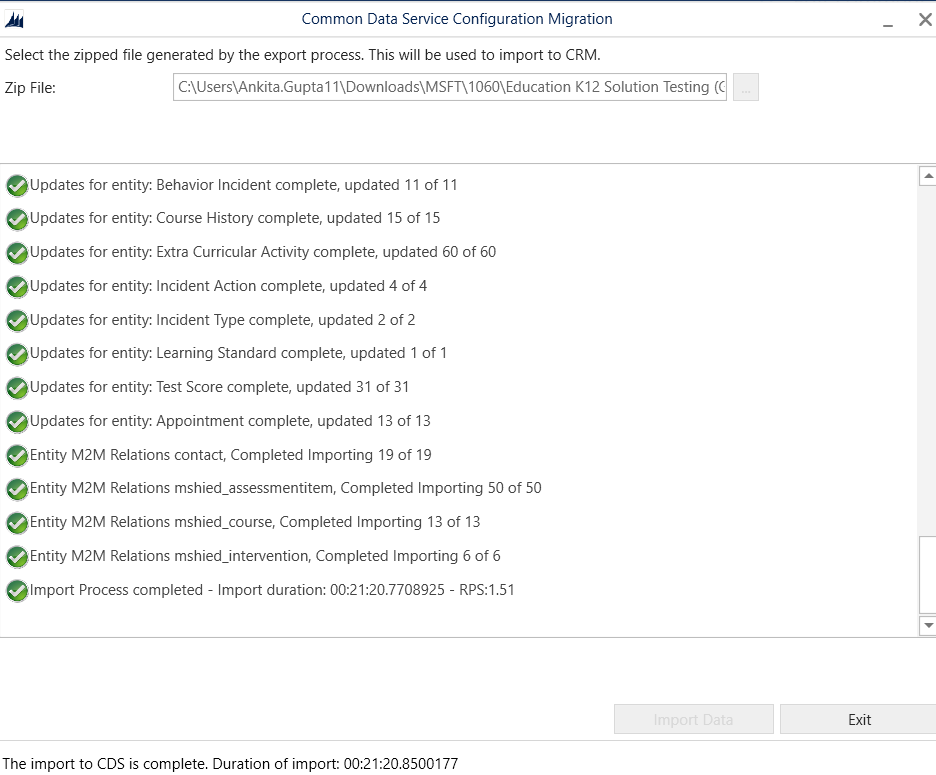 Common Data Service Configuration Migration
Select the zipped file generated by the export process. This will be used to import to CRM.
Zip File: C:\Users\Ankita.Gupta11\Downloads\MSFT\1060\Education K12 Solution Testing (C ...
Updates for entity: Behavior Incident complete, updated 11 of 11
Updates for entity: Course History complete, updated 15 of 15
Updates for entity: Extra Curricular Activity complete, updated 60 of 60
Updates for entity: Incident Action complete, updated 4 of 4
Updates for entity: Incident Type complete, updated 2 of 2
Updates for entity: Learning Standard complete, updated 1 of 1
Updates for entity: Test Score complete, updated 31 of 31
Updates for entity: Appointment complete, updated 13 of 13
Entity M2M Relations contact, Completed Importing 19 of 19
Entity M2M Relations mshied_assessmentitem, Completed Importing 50 of 50
Entity M2M Relations mshied_course, Completed Importing 13 of 13
Entity M2M Relations mshied_intervention, Completed Importing 6 of 6
Import Process completed - Import duration: 00:21:20.7708925 - RPS:1.51
Import Data Exit
The import to CDS is complete. Duration of import: 00:21:20.8500177